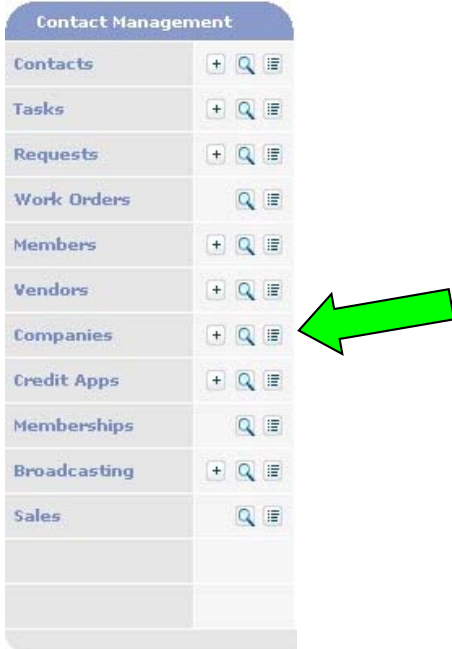 Contact Management
Contacts
Tasks
Requests
Work Orders
Members
Vendors
Companies
Credit Apps
Memberships
Broadcasting
Sales